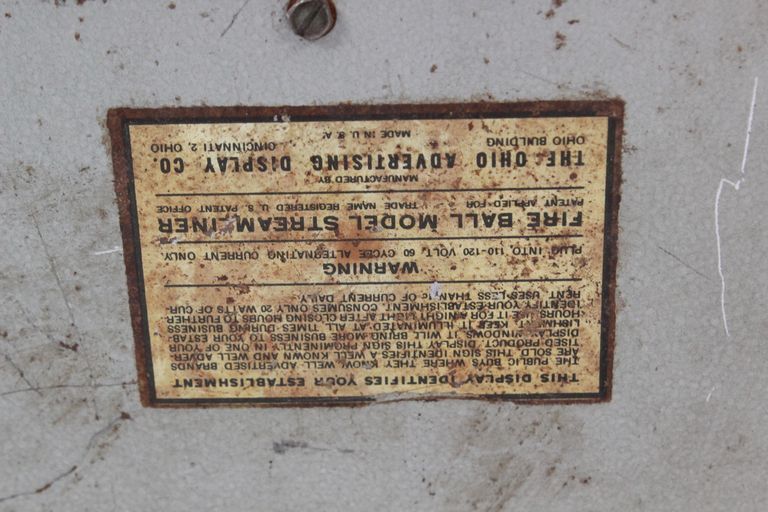 THIS DISPLAY IDENTIFIES YOUR ESTABLISHMENT
THE PUBLIC BUYS WHERE THEY KNOW WELL ADVERTISED BRANDS
ARE SOLD. THIS SIGN IDENTIFIES A WELL KNOWN AND WELL ADVER-
TISED PRODUCT. DISPLAY THIS SIGN PROMINENTLY IN ONE OF YOUR
DISPLAY WINDOWS. IT WILL BRING MORE BUSINESS TO YOUR ESTAB-
LISHMENT. KEEP IT ILLUMINATED AT ALL TIMES DURING BUSINESS
HOURS. USE IT FOR A NIGHT LIGHT AFTER CLOSING HOURS TO FURTHER
IDENTIFY YOUR ESTABLISHMENT. CONSUMES ONLY 20 WATTS OF CUR-
RENT USES LESS THAN 1¢ OF CURRENT DAILY
WARNING
PLUG INTO 110-120 VOLT, 60 CYCLE ALTERNATING CURRENT ONLY
FIRE BALL MODEL STREAMLINER
PATENT APPLIED FOR TRADE NAME REGISTERED U. S. PATENT OFFICE
MANUFACTURED BY
THE OHIO ADVERTISING DISPLAY CO.
OHIO BUILDING CINCINNATI 2, OHIO
MADE IN U. S. A.